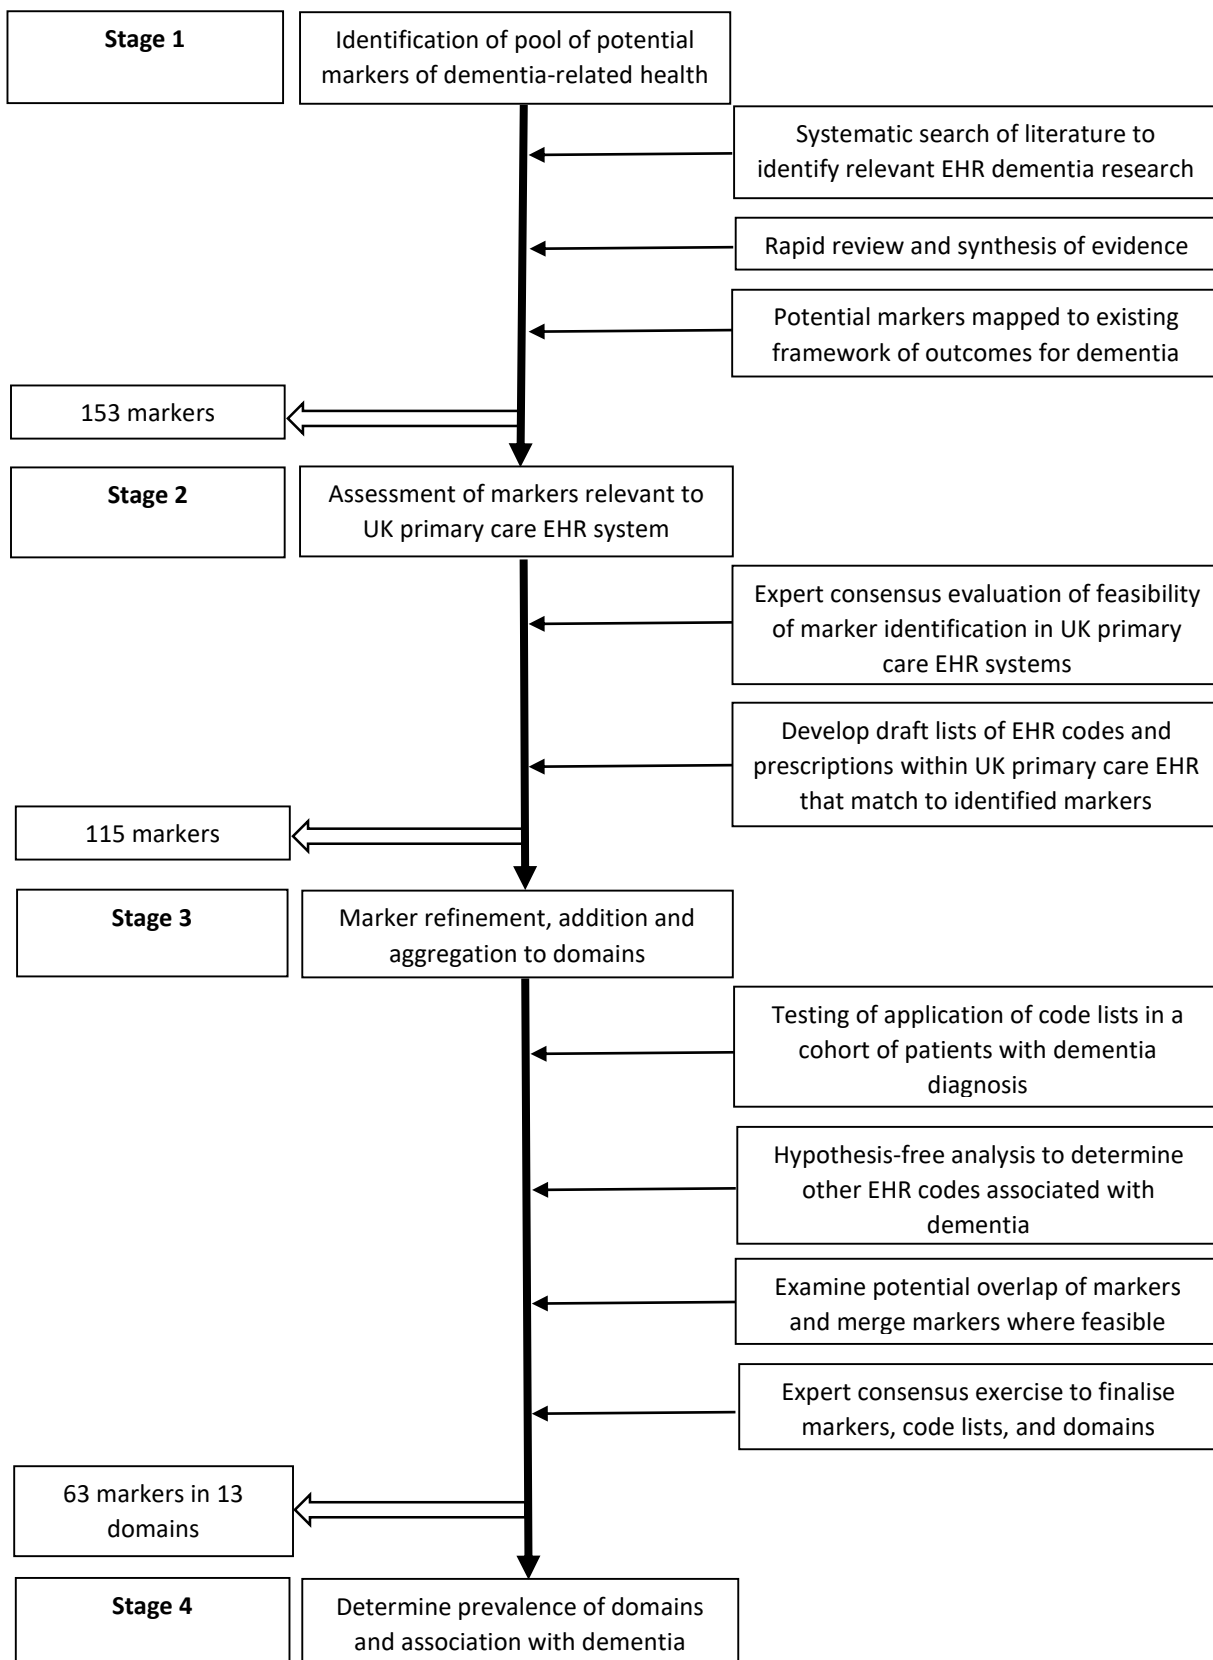 Stage 1
Identification of pool of potential
markers of dementia-related health
Systematic search of literature to
identify relevant EHR dementia research
Rapid review and synthesis of evidence
Potential markers mapped to existing
framework of outcomes for dementia
153 markers
Stage 2
Assessment of markers relevant to
UK primary care EHR system
Expert consensus evaluation of feasibility
of marker identification in UK primary
care EHR systems
Develop draft lists of EHR codes and
prescriptions within UK primary care EHR
that match to identified markers
115 markers
Stage 3
Marker refinement, addition and
aggregation to domains
Testing of application of code lists in a
cohort of patients with dementia
diagnosis
Hypothesis-free analysis to determine
other EHR codes associated with
dementia
Examine potential overlap of markers
and merge markers where feasible
Expert consensus exercise to finalise
markers, code lists, and domains
63 markers in 13
domains
Stage 4
Determine prevalence of domains
and association with dementia